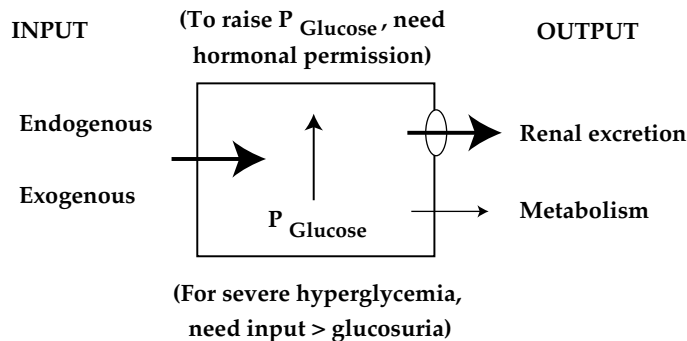 INPUT
(To raise P Glucose, need
hormonal permission)
OUTPUT
Endogenous
Exogenous
P Glucose
Renal excretion
Metabolism
(For severe hyperglycemia,
need input > glucosuria)